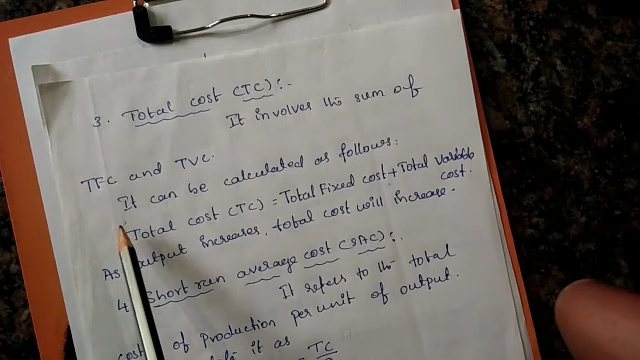 3. Total cost (TC):-
It involves the sum of
TFC and TVC.
It can be calculated as follows:
Total cost (TC) = Total Fixed cost + Total variable cost.
As output increases, total cost will increase.
4. Short run average cost (SAC):.
It refers to the total
cost of production per unit of output.
it as
= TC